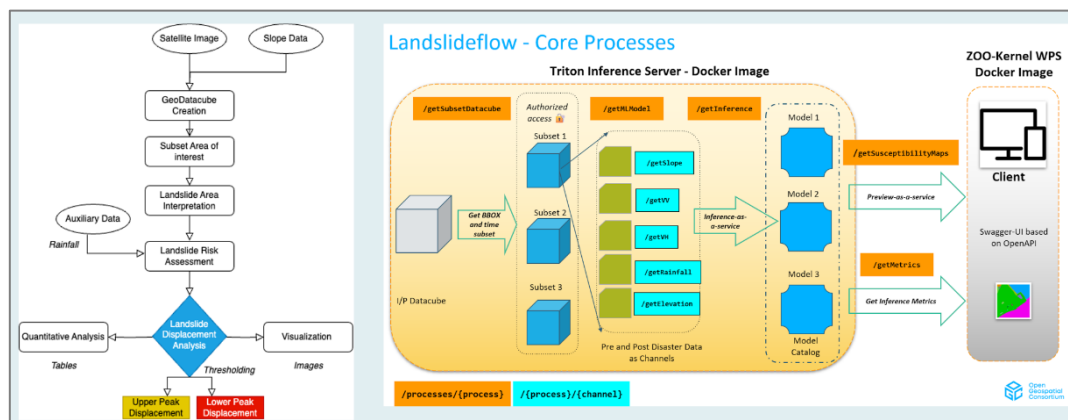 Satellite Image
Slope Data
GeoDatacube
Creation
Subset Area of
interest
Landslide Area
Interpretation
Auxiliary Data
Rainfall
Landslide Risk
Assessment
Landslide
Displacement
Analysis
Quantitative Analysis
Visualization
Tables
Thresholding
Images
Upper Peak
Displacement
Lower Peak
Displacement
Landslideflow - Core Processes
Triton Inference Server - Docker Image
/getSubsetDatacube
Authorized
access
/getMLModel
/getInference
Subset 1
Subset 2
Subset 3
I/P Datacube
Get BBOX
and time
subset
/getSlope
/getVV
/getVH
/getRainfall
/getElevation
Pre and Post Disaster Data
as Channels
Inference-as
-a-service
Model 1
Model 2
Model 3
Model
Catalog
/getSusceptibilityMaps
Preview-as-a-service
/getMetrics
Get Inference Metrics
ZOO-Kernel WPS
Docker Image
Client
Swagger-UI based
on OpenAPI
/processes/{process}
/{process}/{channel}
Open
Geospatial
Consortium